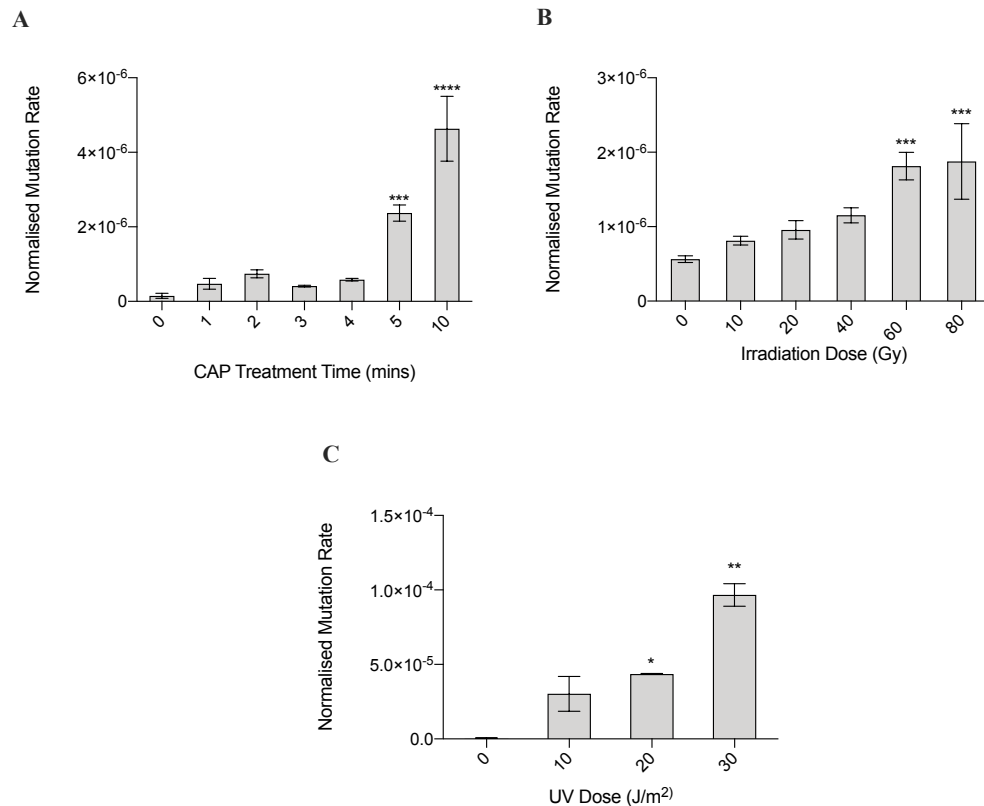 A
Normalised Mutation Rate
6×10⁻⁶
4×10⁻⁶
2×10⁻⁶
0
***
****
0 1 2 3 4 5 10
CAP Treatment Time (mins)
B
Normalised Mutation Rate
3×10⁻⁶
2×10⁻⁶
1×10⁻⁶
0
*** ***
0 10 20 40 60 80
Irradiation Dose (Gy)
C
Normalised Mutation Rate
1.5×10⁻⁴
1.0×10⁻⁴
5.0×10⁻⁵
0.0
*
**
0 10 20 30
UV Dose (J/m²⁾